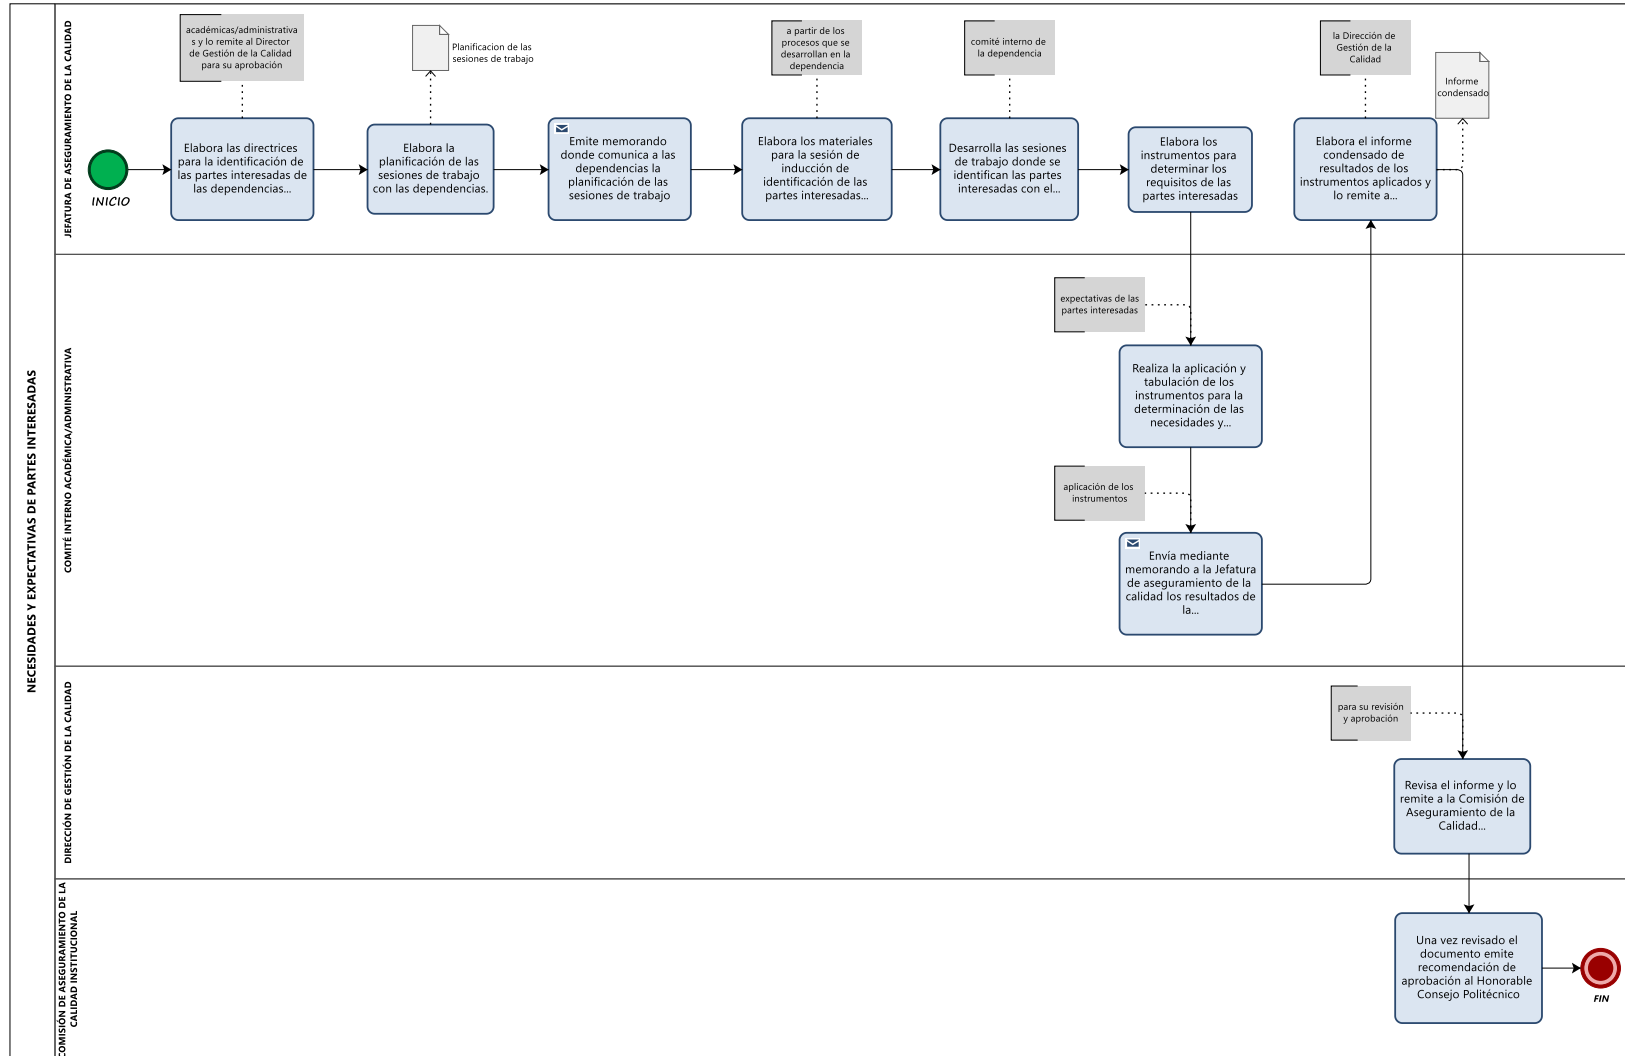 NECESIDADES Y EXPECTATIVAS DE PARTES INTERESADAS
JEFATURA DE ASEGURAMIENTO DE LA CALIDAD
académicas/administrativa
s y lo remite al Director
de Gestión de la Calidad
para su aprobación
Planificacion de las
sesiones de trabajo
a partir de los
procesos que se
desarrollan en la
dependencia
comité interno de
la dependencia
la Dirección de
Gestión de la
Calidad
Informe
condensado
INICIO
Elabora las directrices
para la identificación de
las partes interesadas de
las dependencias...
Elabora la
planificación de las
sesiones de trabajo
con las dependencias.
Emite memorando
donde comunica a las
dependencias la
planificación de las
sesiones de trabajo
Elabora los materiales
para la sesión de
inducción de
identificación de las
partes interesadas...
Desarrolla las sesiones
de trabajo donde se
identifican las partes
interesadas con el...
Elabora los
instrumentos para
determinar los
requisitos de las
partes interesadas
Elabora el informe
condensado de
resultados de los
instrumentos aplicados y
lo remite a...
COMITÉ INTERNO ACADÉMICA/ADMINISTRATIVA
expectativas de las
partes interesadas
Realiza la aplicación y
tabulación de los
instrumentos para la
determinación de las
necesidades y...
aplicación de los
instrumentos
Envía mediante
memorando a la Jefatura
de aseguramiento de la
calidad los resultados de
la...
DIRECCIÓN DE GESTIÓN DE LA CALIDAD
para su revisión
y aprobación
Revisa el informe y lo
remite a la Comisión de
Aseguramiento de la
Calidad...
COMISIÓN DE ASEGURAMIENTO DE LA
CALIDAD INSTITUCIONAL
Una vez revisado el
documento emite
recomendación de
aprobación al Honorable
Consejo Politécnico
FIN